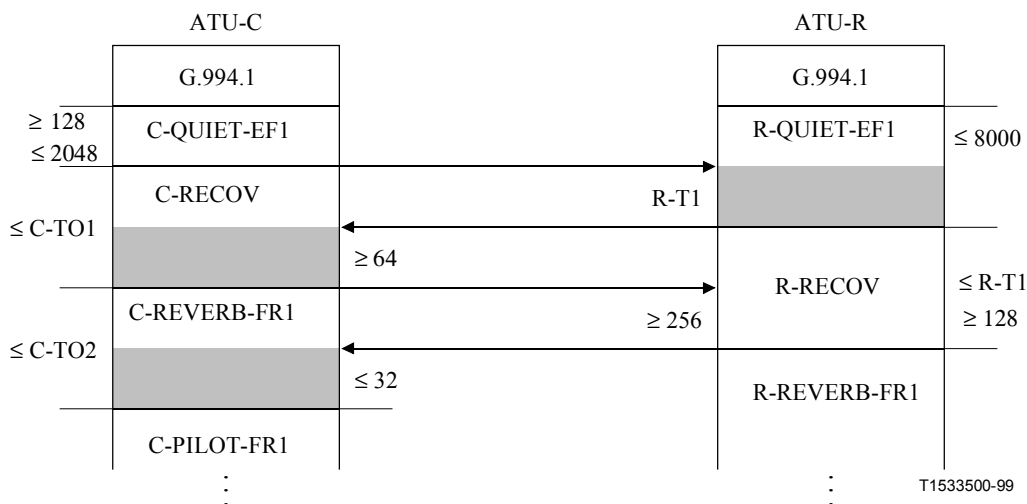 ATU-C
ATU-R
G.994.1
G.994.1
≥ 128
≤ 2048
C-QUIET-EF1
R-QUIET-EF1
≤ 8000
C-RECOV
R-T1
≤ C-TO1
≥ 64
R-RECOV
≤ R-T1
≥ 128
C-REVERB-FR1
≥ 256
≤ C-TO2
≤ 32
R-REVERB-FR1
C-PILOT-FR1
T1533500-99